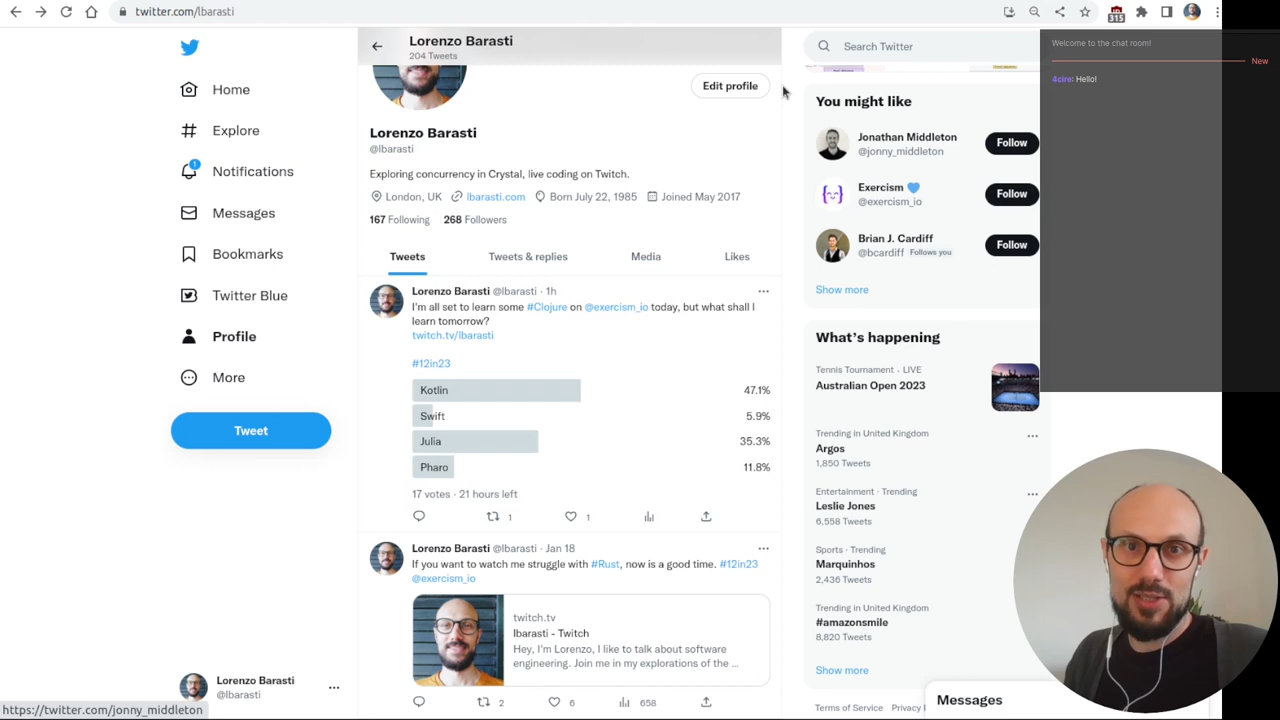 twitter.com/lbarasti
315
Lorenzo Barasti
204 Tweets
Search Twitter
Welcome to the chat room!
New
4cire: Hello!
Home
Explore
1
Notifications
Messages
Bookmarks
Twitter Blue
Profile
More
Tweet
Edit profile
Lorenzo Barasti
@lbarasti
Exploring concurrency in Crystal, live coding on Twitch.
London, UK lbarasti.com Born July 22, 1985 Joined May 2017
167 Following 268 Followers
Tweets Tweets & replies Media Likes
Lorenzo Barasti @lbarasti · 1h
I'm all set to learn some #Clojure on @exercism_io today, but what shall I
learn tomorrow?
twitch.tv/lbarasti
#12in23
Kotlin 47.1%
Swift 5.9%
Julia 35.3%
Pharo 11.8%
17 votes · 21 hours left
1 1
Lorenzo Barasti @lbarasti · Jan 18
If you want to watch me struggle with #Rust, now is a good time. #12in23
@exercism_io
twitch.tv
lbarasti - Twitch
Hey, I'm Lorenzo, I like to talk about software
engineering. Join me in my explorations of the ...
2 6 658
You might like
Jonathan Middleton
@jonny_middleton
Follow
Exercism
@exercism_io
Follow
Brian J. Cardiff
@bcardiff Follows you
Follow
Show more
What's happening
Tennis Tournament · LIVE
Australian Open 2023
Trending in United Kingdom
Argos
1,850 Tweets
Entertainment · Trending
Leslie Jones
6,558 Tweets
Sports · Trending
Marquinhos
2,436 Tweets
Trending in United Kingdom
#amazonsmile
8,820 Tweets
Show more
Terms of Service Privacy
Messages
Lorenzo Barasti
@lbarasti
https://twitter.com/jonny_middleton